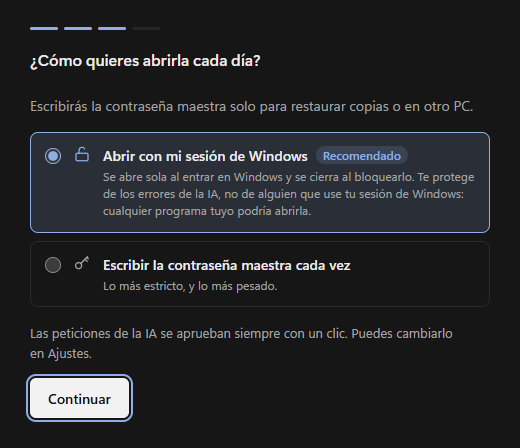 ¿Cómo quieres abrirla cada día?
Escribirás la contraseña maestra solo para restaurar copias o en otro PC.
Abrir con mi sesión de Windows Recomendado
Se abre sola al entrar en Windows y se cierra al bloquearlo. Te protege
de los errores de la IA, no de alguien que use tu sesión de Windows:
cualquier programa tuyo podría abrirla.
Escribir la contraseña maestra cada vez
Lo más estricto, y lo más pesado.
Las peticiones de la IA se aprueban siempre con un clic. Puedes cambiarlo
en Ajustes.
Continuar